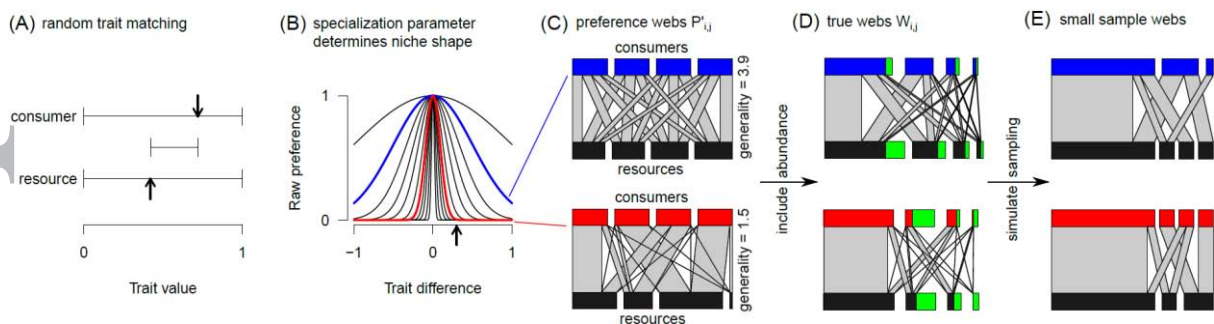 (A) random trait matching
consumer
resource
0 1
Trait value
(B) specialization parameter
determines niche shape
Raw preference
1
0
−1 0 1
Trait difference
(C) preference webs P'i,j
consumers
generality = 3.9
resources
consumers
generality = 1.5
resources
include abundance
(D) true webs Wi,j
simulate sampling
(E) small sample webs